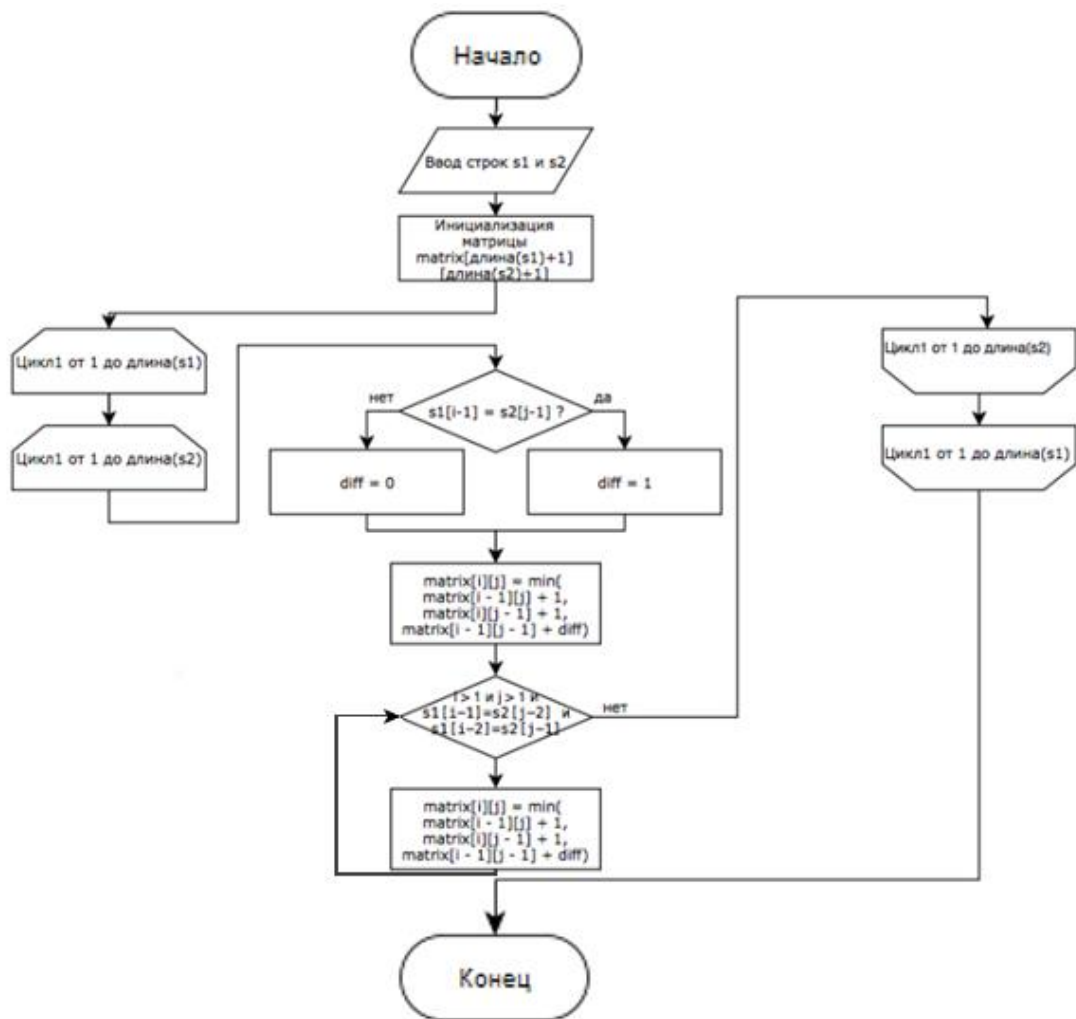 Начало
Ввод строк s1 и s2
Инициализация
матрицы
matrix[длина(s1)+1]
[длина(s2)+1]
Цикл1 от 1 до длина(s1)
Цикл1 от 1 до длина(s2)
s1[i-1] = s2[j-1] ?
нет
да
diff = 0
diff = 1
matrix[i][j] = min(
matrix[i - 1][j] + 1,
matrix[i][j - 1] + 1,
matrix[i - 1][j - 1] + diff)
i > 1 и j > 1 и
s1[i-1]=s2[j-2] и
s1[i-2]=s2[j-1]
нет
matrix[i][j] = min(
matrix[i - 1][j] + 1,
matrix[i][j - 1] + 1,
matrix[i - 1][j - 1] + diff)
Цикл1 от 1 до длина(s2)
Цикл1 от 1 до длина(s1)
Конец